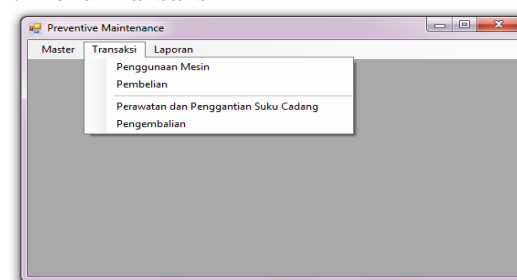 Preventive Maintenance
Master Transaksi Laporan
Penggunaan Mesin
Pembelian
Perawatan dan Penggantian Suku Cadang
Pengembalian